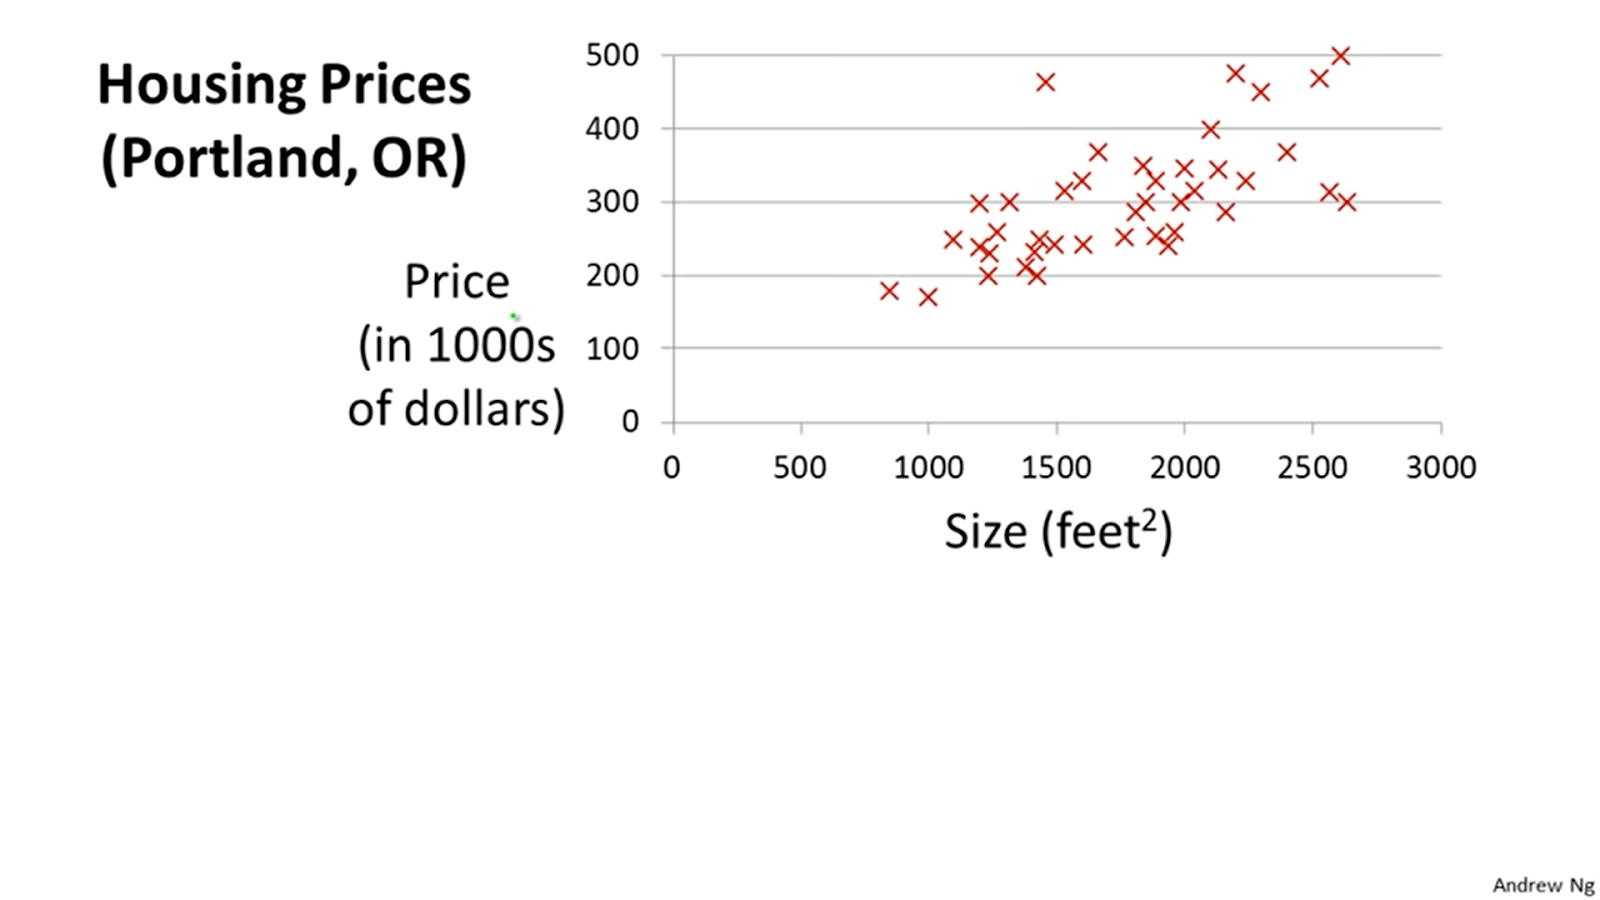 Housing Prices
(Portland, OR)
Price
(in 1000s
of dollars)
500
400
300
200
100
0
0 500 1000 1500 2000 2500 3000
Size (feet²)
Andrew Ng